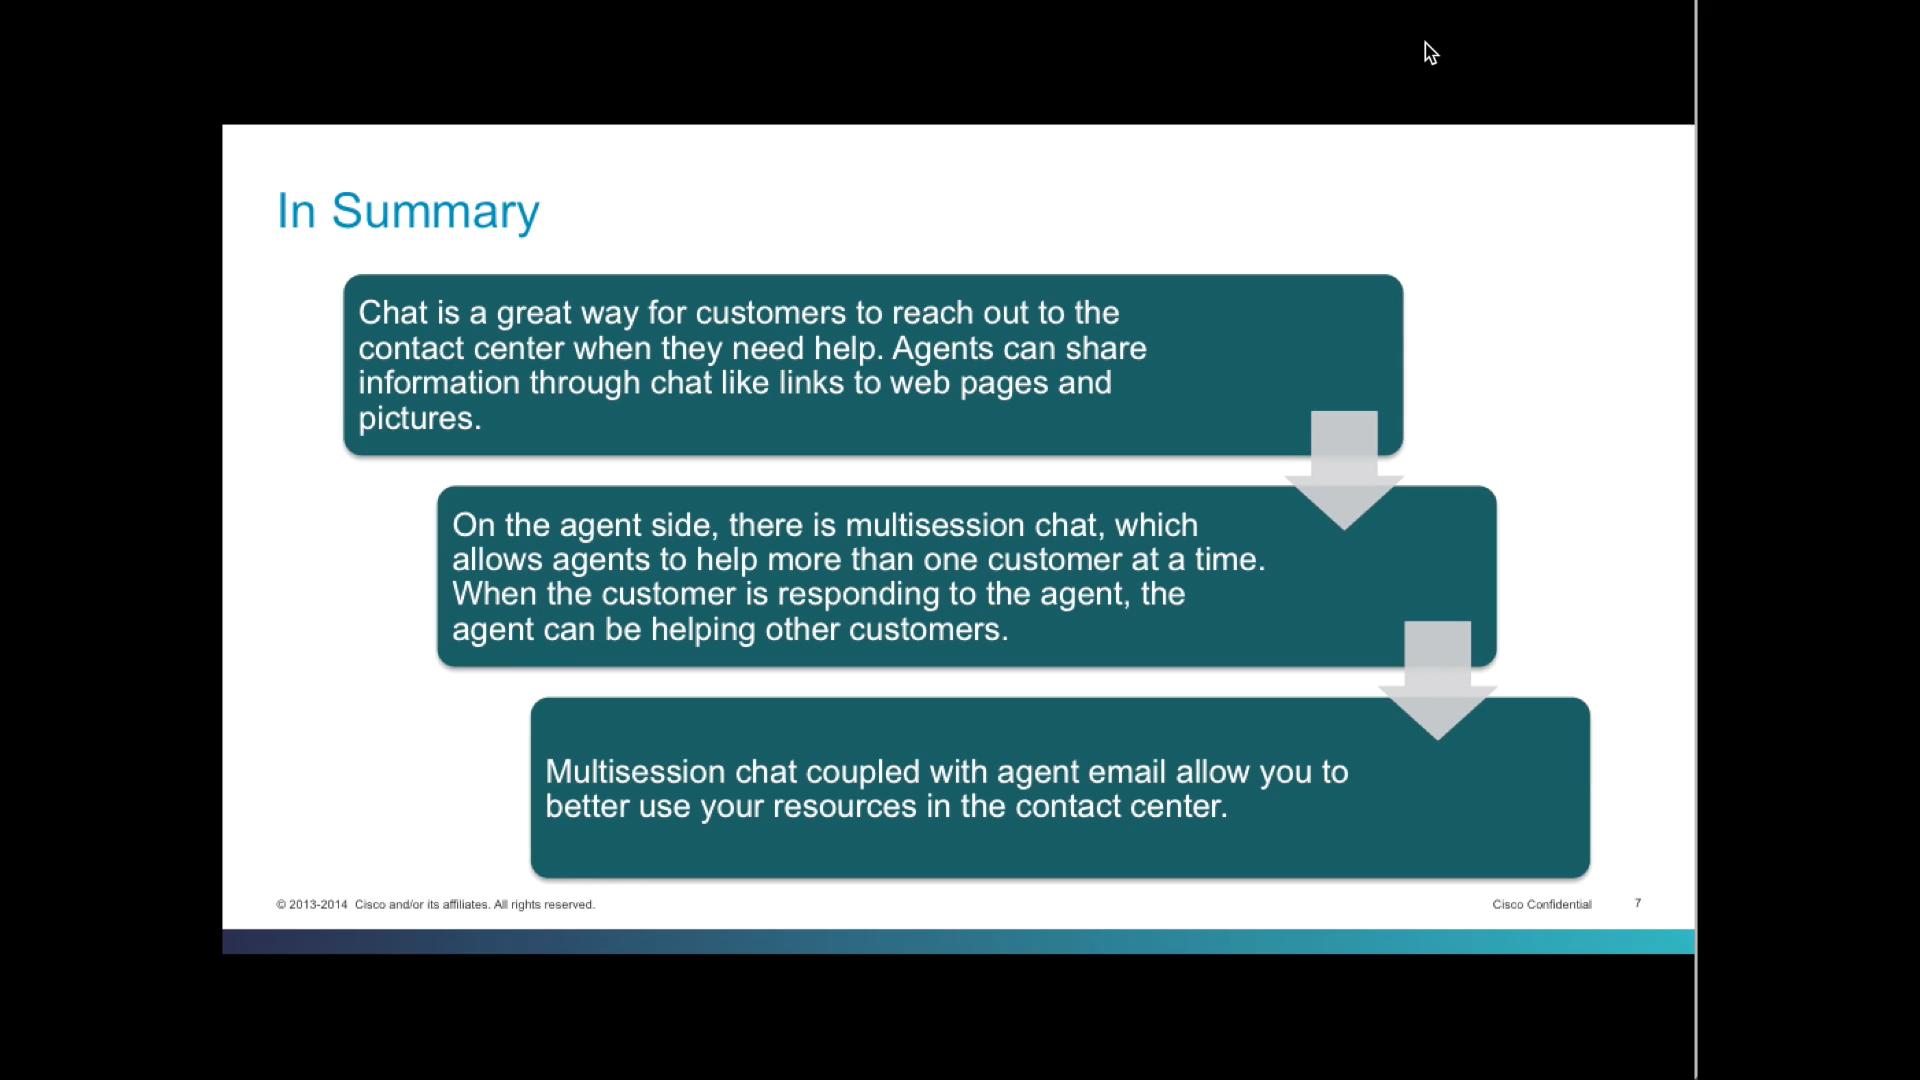 In Summary
Chat is a great way for customers to reach out to the
contact center when they need help. Agents can share
information through chat like links to web pages and
pictures.
On the agent side, there is multisession chat, which
allows agents to help more than one customer at a time.
When the customer is responding to the agent, the
agent can be helping other customers.
Multisession chat coupled with agent email allow you to
better use your resources in the contact center.
© 2013-2014 Cisco and/or its affiliates. All rights reserved.
Cisco Confidential
7